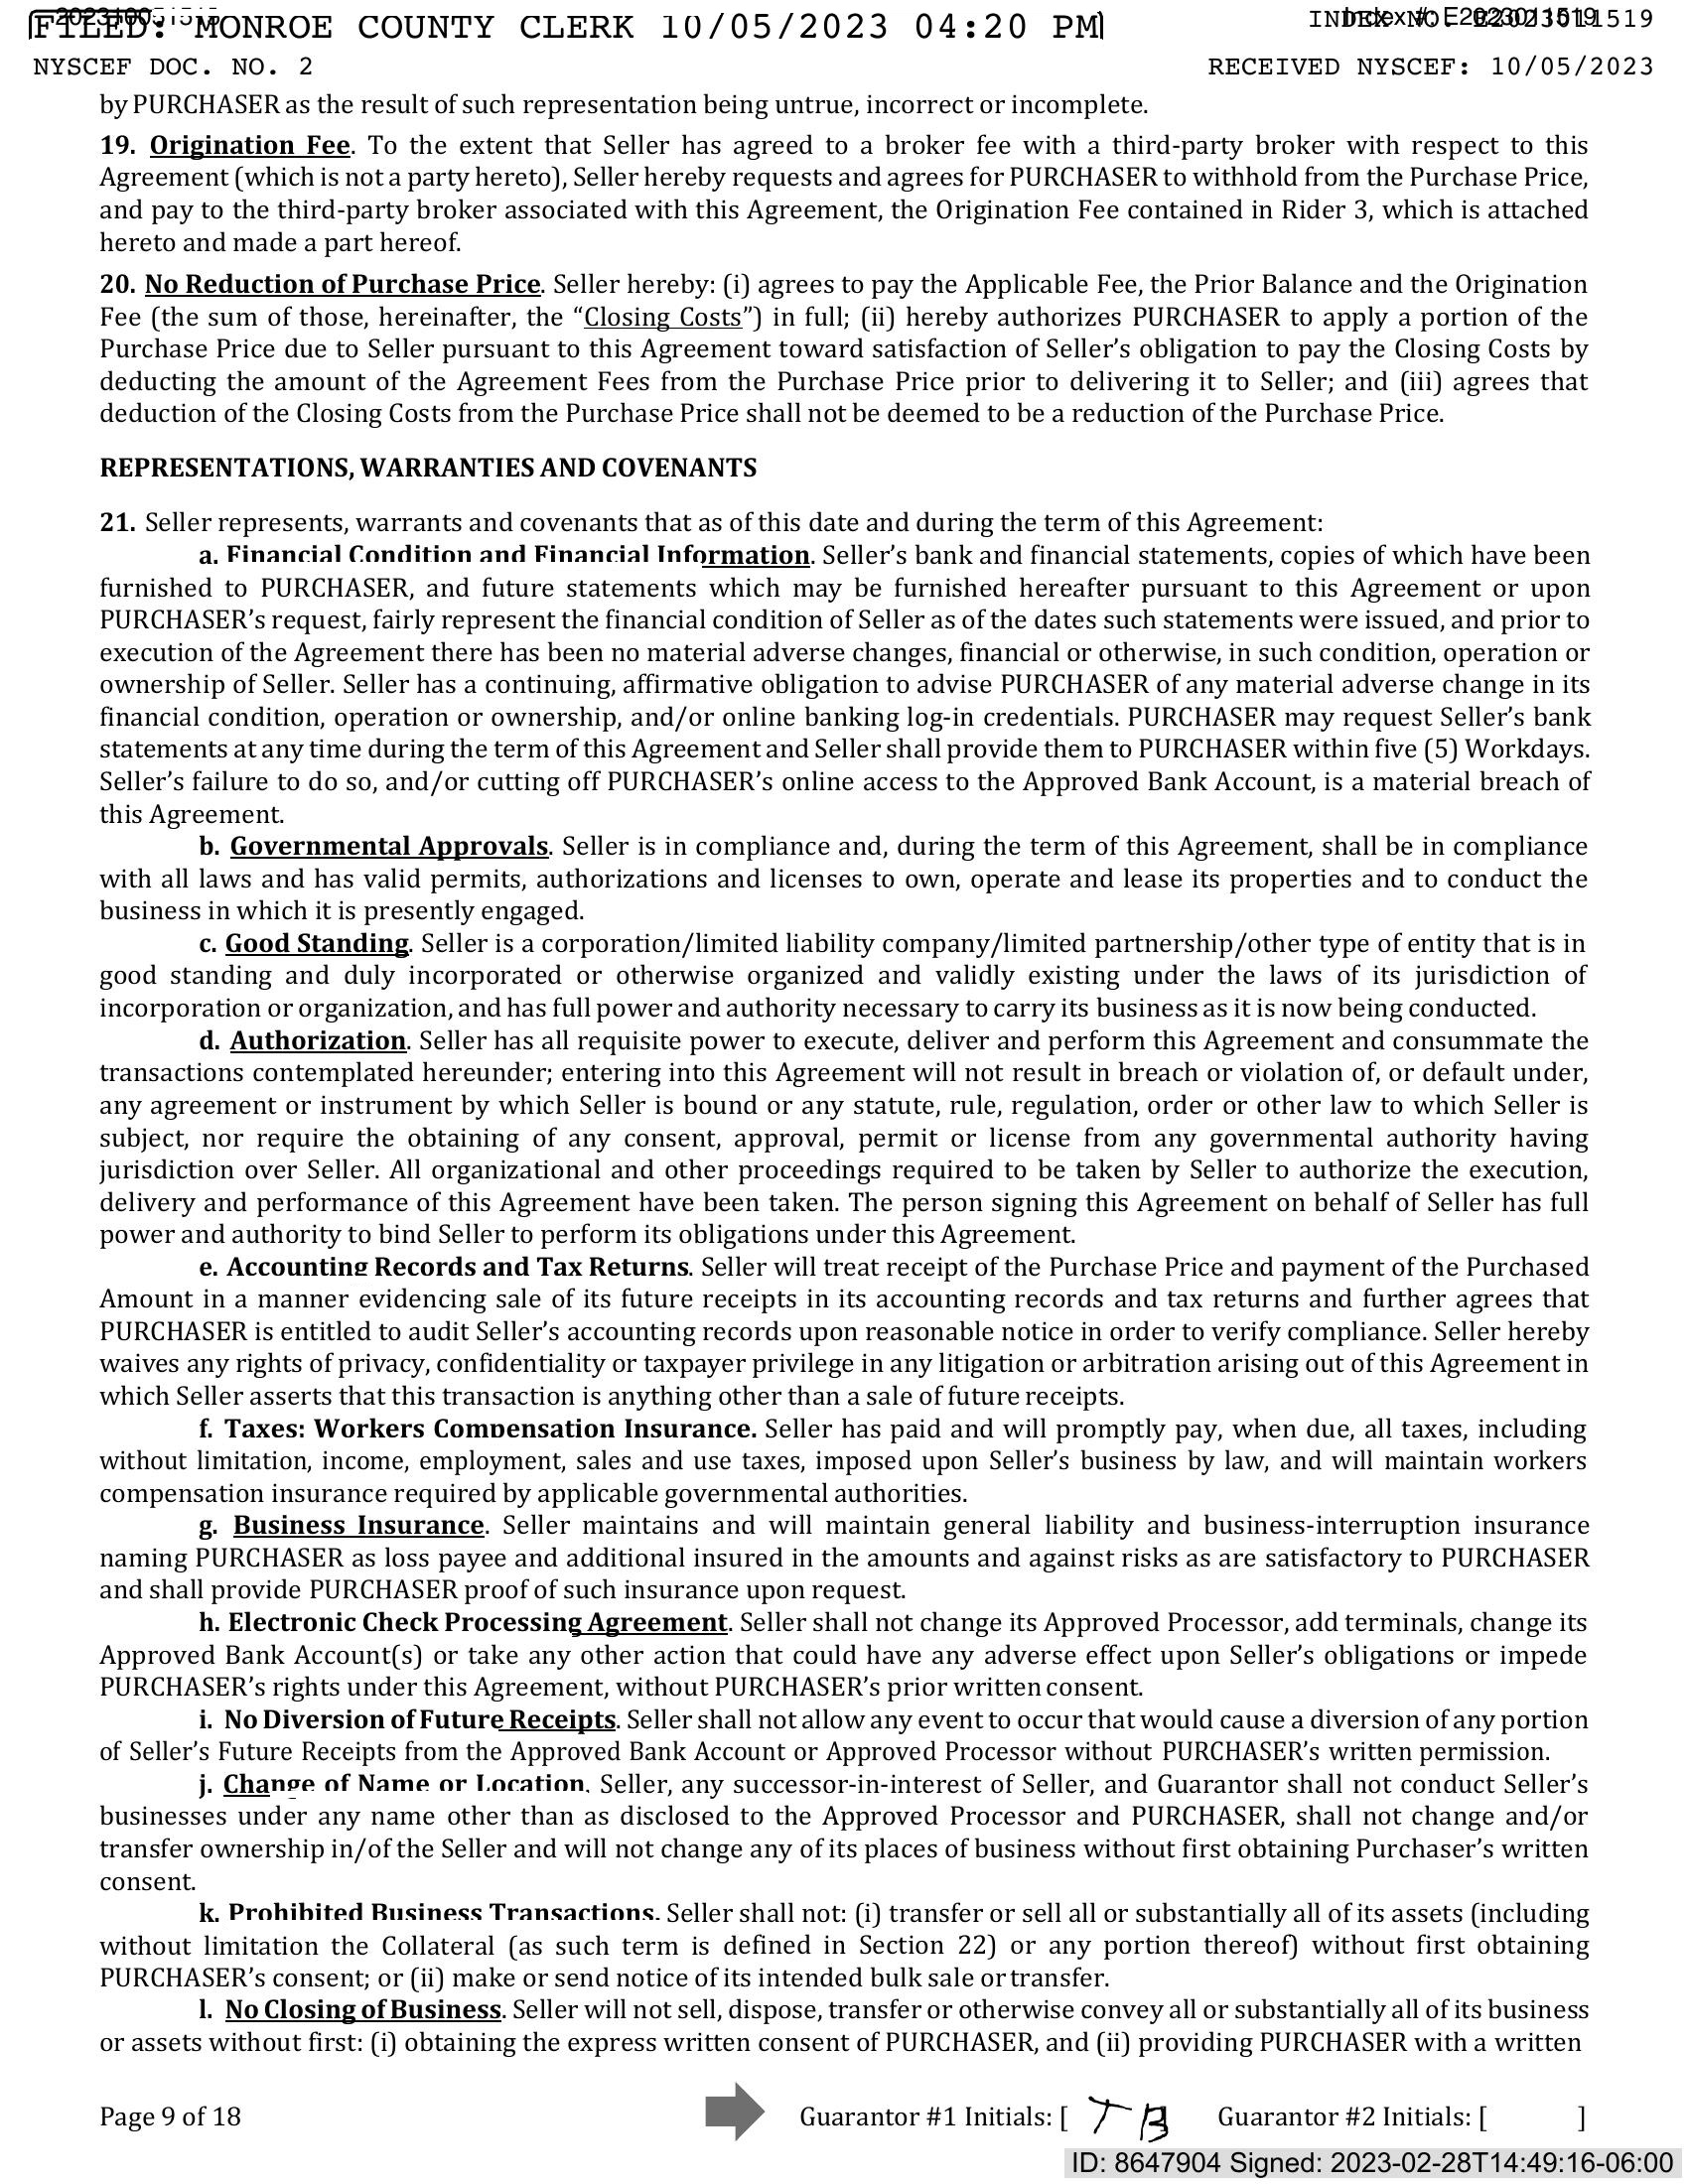 FILED: MONROE COUNTY CLERK 10/05/2023 04:20 PM
INDEX NO. E2023011519
Index #: E2023011519
NYSCEF DOC. NO. 2
RECEIVED NYSCEF: 10/05/2023
by PURCHASER as the result of such representation being untrue, incorrect or incomplete.
19. Origination Fee. To the extent that Seller has agreed to a broker fee with a third-party broker with respect to this
Agreement (which is not a party hereto), Seller hereby requests and agrees for PURCHASER to withhold from the Purchase Price,
and pay to the third-party broker associated with this Agreement, the Origination Fee contained in Rider 3, which is attached
hereto and made a part hereof.
20. No Reduction of Purchase Price. Seller hereby: (i) agrees to pay the Applicable Fee, the Prior Balance and the Origination
Fee (the sum of those, hereinafter, the “Closing Costs”) in full; (ii) hereby authorizes PURCHASER to apply a portion of the
Purchase Price due to Seller pursuant to this Agreement toward satisfaction of Seller’s obligation to pay the Closing Costs by
deducting the amount of the Agreement Fees from the Purchase Price prior to delivering it to Seller; and (iii) agrees that
deduction of the Closing Costs from the Purchase Price shall not be deemed to be a reduction of the Purchase Price.
REPRESENTATIONS, WARRANTIES AND COVENANTS
21. Seller represents, warrants and covenants that as of this date and during the term of this Agreement:
a. Financial Condition and Financial Information. Seller’s bank and financial statements, copies of which have been
furnished to PURCHASER, and future statements which may be furnished hereafter pursuant to this Agreement or upon
PURCHASER’s request, fairly represent the financial condition of Seller as of the dates such statements were issued, and prior to
execution of the Agreement there has been no material adverse changes, financial or otherwise, in such condition, operation or
ownership of Seller. Seller has a continuing, affirmative obligation to advise PURCHASER of any material adverse change in its
financial condition, operation or ownership, and/or online banking log-in credentials. PURCHASER may request Seller’s bank
statements at any time during the term of this Agreement and Seller shall provide them to PURCHASER within five (5) Workdays.
Seller’s failure to do so, and/or cutting off PURCHASER’s online access to the Approved Bank Account, is a material breach of
this Agreement.
b. Governmental Approvals. Seller is in compliance and, during the term of this Agreement, shall be in compliance
with all laws and has valid permits, authorizations and licenses to own, operate and lease its properties and to conduct the
business in which it is presently engaged.
c. Good Standing. Seller is a corporation/limited liability company/limited partnership/other type of entity that is in
good standing and duly incorporated or otherwise organized and validly existing under the laws of its jurisdiction of
incorporation or organization, and has full power and authority necessary to carry its business as it is now being conducted.
d. Authorization. Seller has all requisite power to execute, deliver and perform this Agreement and consummate the
transactions contemplated hereunder; entering into this Agreement will not result in breach or violation of, or default under,
any agreement or instrument by which Seller is bound or any statute, rule, regulation, order or other law to which Seller is
subject, nor require the obtaining of any consent, approval, permit or license from any governmental authority having
jurisdiction over Seller. All organizational and other proceedings required to be taken by Seller to authorize the execution,
delivery and performance of this Agreement have been taken. The person signing this Agreement on behalf of Seller has full
power and authority to bind Seller to perform its obligations under this Agreement.
e. Accounting Records and Tax Returns. Seller will treat receipt of the Purchase Price and payment of the Purchased
Amount in a manner evidencing sale of its future receipts in its accounting records and tax returns and further agrees that
PURCHASER is entitled to audit Seller’s accounting records upon reasonable notice in order to verify compliance. Seller hereby
waives any rights of privacy, confidentiality or taxpayer privilege in any litigation or arbitration arising out of this Agreement in
which Seller asserts that this transaction is anything other than a sale of future receipts.
f. Taxes: Workers Compensation Insurance. Seller has paid and will promptly pay, when due, all taxes, including
without limitation, income, employment, sales and use taxes, imposed upon Seller’s business by law, and will maintain workers
compensation insurance required by applicable governmental authorities.
g. Business Insurance. Seller maintains and will maintain general liability and business-interruption insurance
naming PURCHASER as loss payee and additional insured in the amounts and against risks as are satisfactory to PURCHASER
and shall provide PURCHASER proof of such insurance upon request.
h. Electronic Check Processing Agreement. Seller shall not change its Approved Processor, add terminals, change its
Approved Bank Account(s) or take any other action that could have any adverse effect upon Seller’s obligations or impede
PURCHASER’s rights under this Agreement, without PURCHASER’s prior written consent.
i. No Diversion of Future Receipts. Seller shall not allow any event to occur that would cause a diversion of any portion
of Seller’s Future Receipts from the Approved Bank Account or Approved Processor without PURCHASER’s written permission.
j. Change of Name or Location. Seller, any successor-in-interest of Seller, and Guarantor shall not conduct Seller’s
businesses under any name other than as disclosed to the Approved Processor and PURCHASER, shall not change and/or
transfer ownership in/of the Seller and will not change any of its places of business without first obtaining Purchaser’s written
consent.
k. Prohibited Business Transactions. Seller shall not: (i) transfer or sell all or substantially all of its assets (including
without limitation the Collateral (as such term is defined in Section 22) or any portion thereof) without first obtaining
PURCHASER’s consent; or (ii) make or send notice of its intended bulk sale or transfer.
l. No Closing of Business. Seller will not sell, dispose, transfer or otherwise convey all or substantially all of its business
or assets without first: (i) obtaining the express written consent of PURCHASER, and (ii) providing PURCHASER with a written
Page 9 of 18
Guarantor #1 Initials: [ TB
Guarantor #2 Initials: [ ]
ID: 8647904 Signed: 2023-02-28T14:49:16-06:00